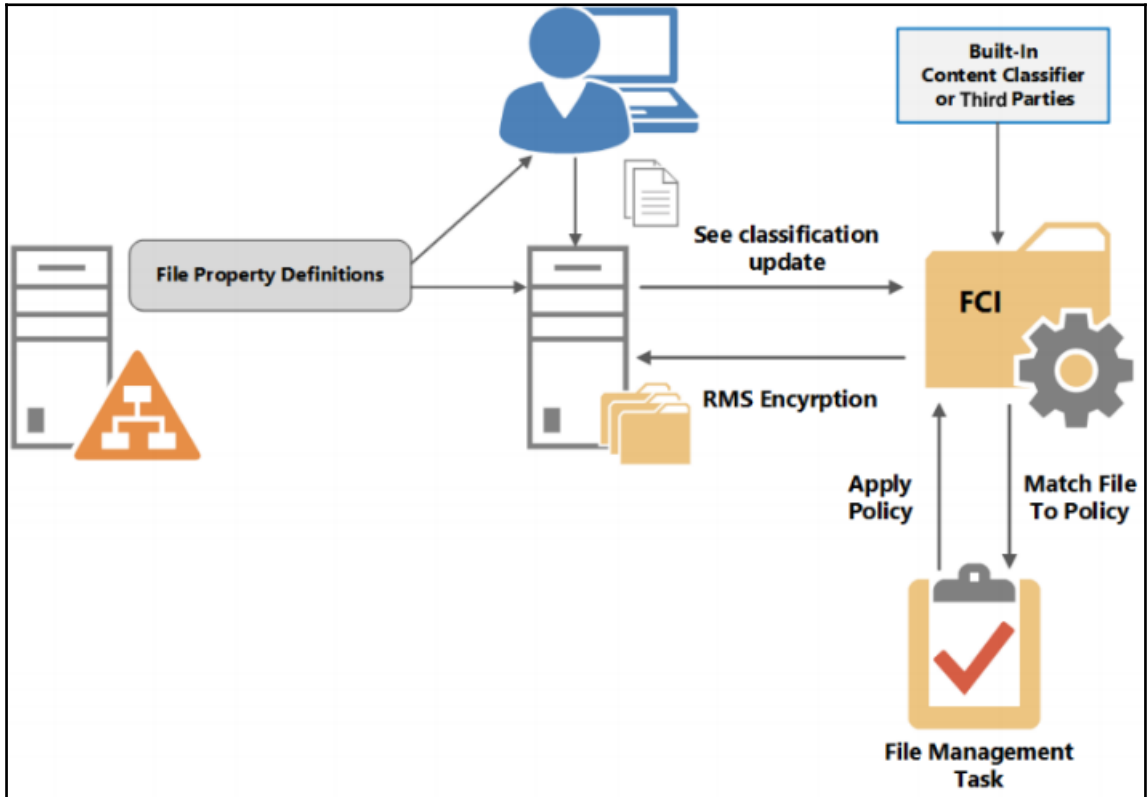 Built-In
Content Classifier
or Third Parties
File Property Definitions
See classification
update
FCI
RMS Encyrption
Apply
Policy
Match File
To Policy
File Management
Task